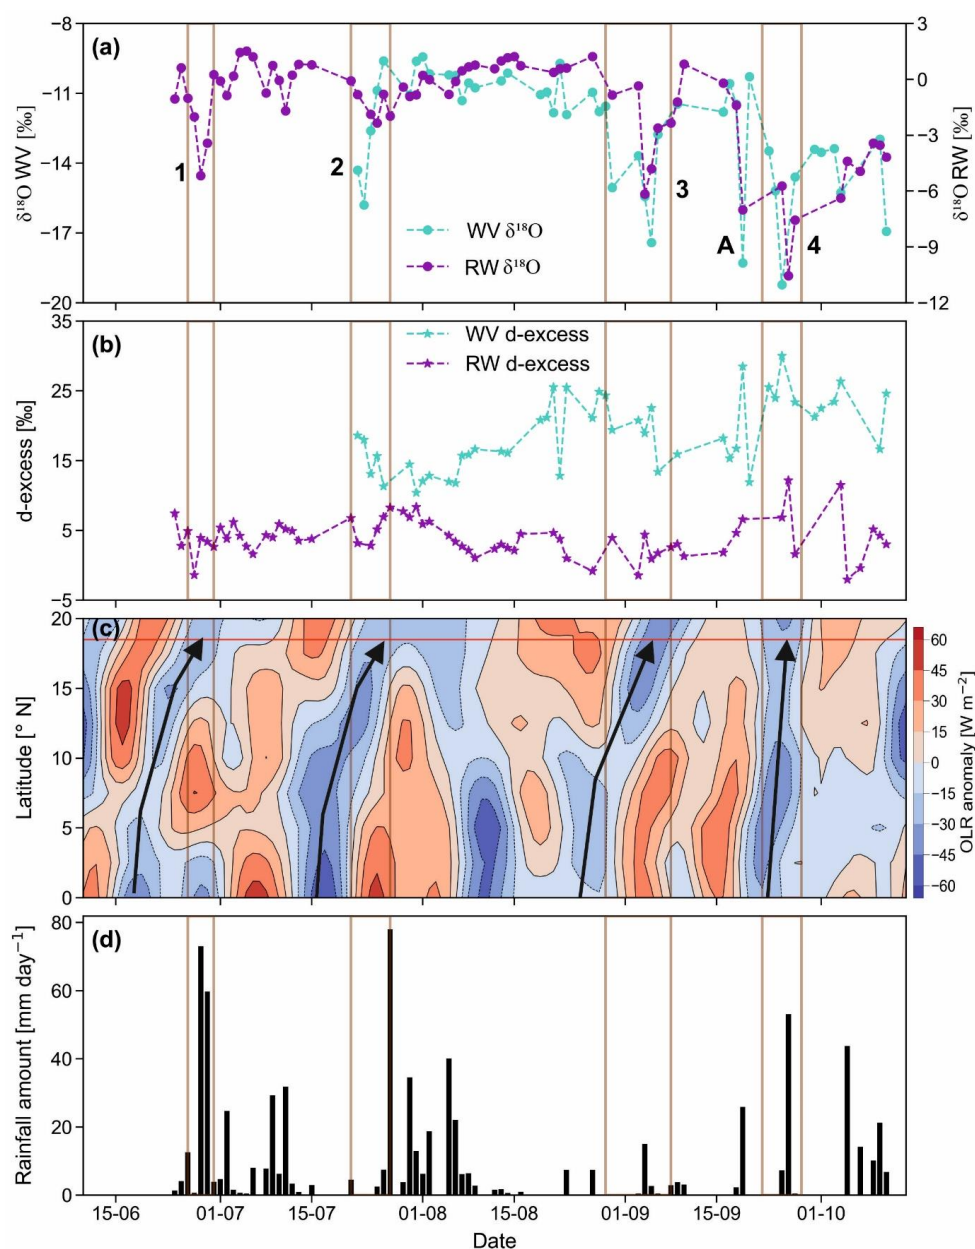 (a)
−8
−11
−14
−17
−20
δ¹⁸O WV [‰]
3
0
−3
−6
−9
−12
δ¹⁸O RW [‰]
1
2
3
A
4
WV δ¹⁸O
RW δ¹⁸O
(b)
35
25
15
5
−5
d-excess [‰]
WV d-excess
RW d-excess
(c)
20
15
10
5
0
Latitude [° N]
60
45
30
15
0
−15
−30
−45
−60
OLR anomaly [W m⁻²]
(d)
80
60
40
20
0
Rainfall amount [mm day⁻¹]
15-06 01-07 15-07 01-08 15-08 01-09 15-09 01-10
Date